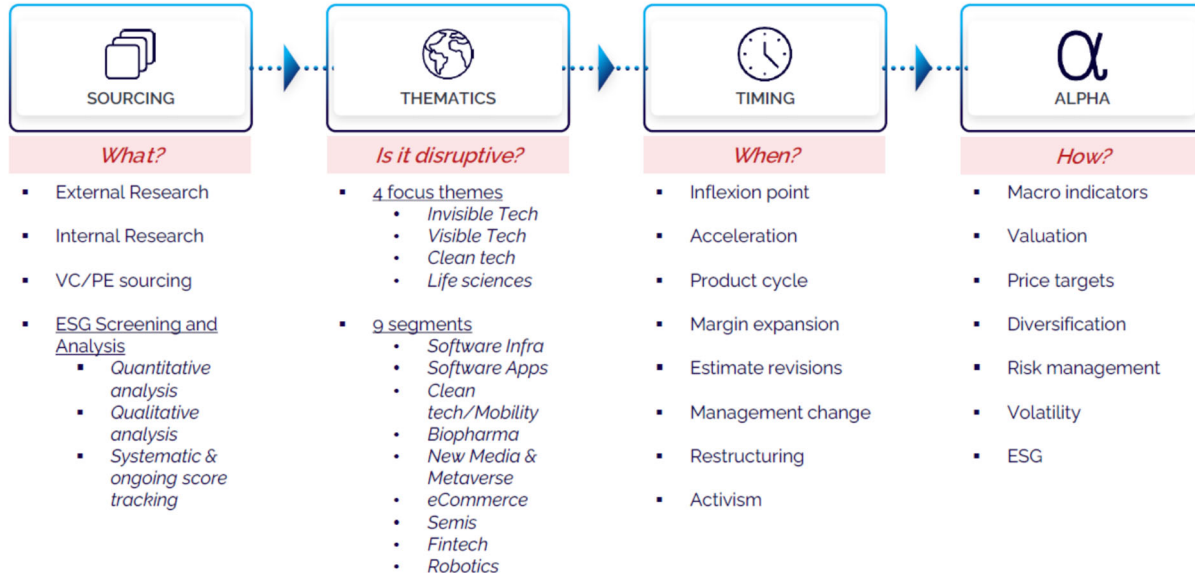 SOURCING
What?
External Research
Internal Research
VC/PE sourcing
ESG Screening and
Analysis
Quantitative
analysis
Qualitative
analysis
Systematic &
ongoing score
tracking
THEMATICS
Is it disruptive?
4 focus themes
Invisible Tech
Visible Tech
Clean tech
Life sciences
9 segments
Software Infra
Software Apps
Clean
tech/Mobility
Biopharma
New Media &
Metaverse
eCommerce
Semis
Fintech
Robotics
TIMING
When?
Inflexion point
Acceleration
Product cycle
Margin expansion
Estimate revisions
Management change
Restructuring
Activism
α
ALPHA
How?
Macro indicators
Valuation
Price targets
Diversification
Risk management
Volatility
ESG